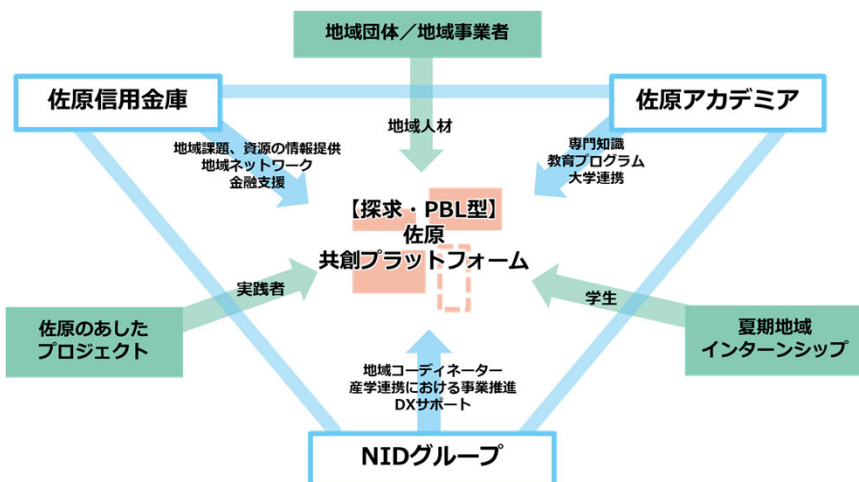 地域団体／地域事業者
佐原信用金庫
佐原アカデミア
地域人材
地域課題、資源の情報提供
地域ネットワーク
金融支援
専門知識
教育プログラム
大学連携
【探求・PBL型】
佐原
共創プラットフォーム
実践者
学生
佐原のあした
プロジェクト
夏期地域
インターンシップ
地域コーディネーター
産学連携における事業推進
DXサポート
NIDグループ